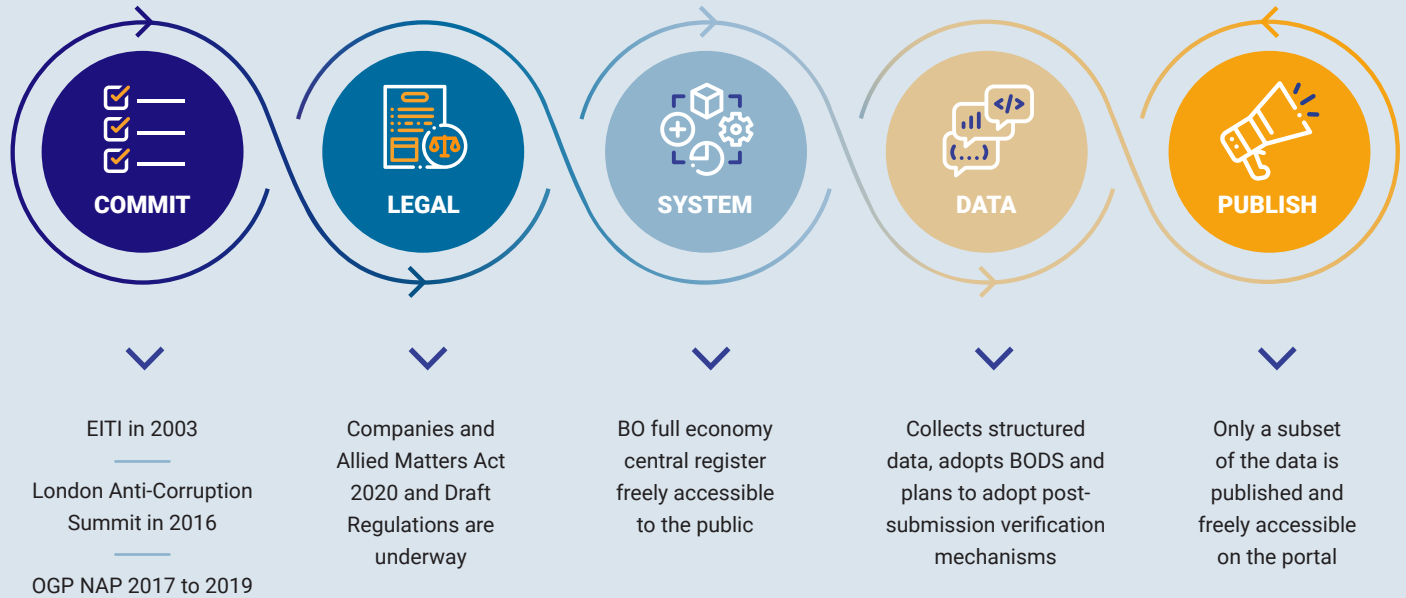 COMMIT
LEGAL
SYSTEM
DATA
PUBLISH
EITI in 2003
London Anti-Corruption
Summit in 2016
OGP NAP 2017 to 2019
Companies and
Allied Matters Act
2020 and Draft
Regulations are
underway
BO full economy
central register
freely accessible
to the public
Collects structured
data, adopts BODS and
plans to adopt post-
submission verification
mechanisms
Only a subset
of the data is
published and
freely accessible
on the portal